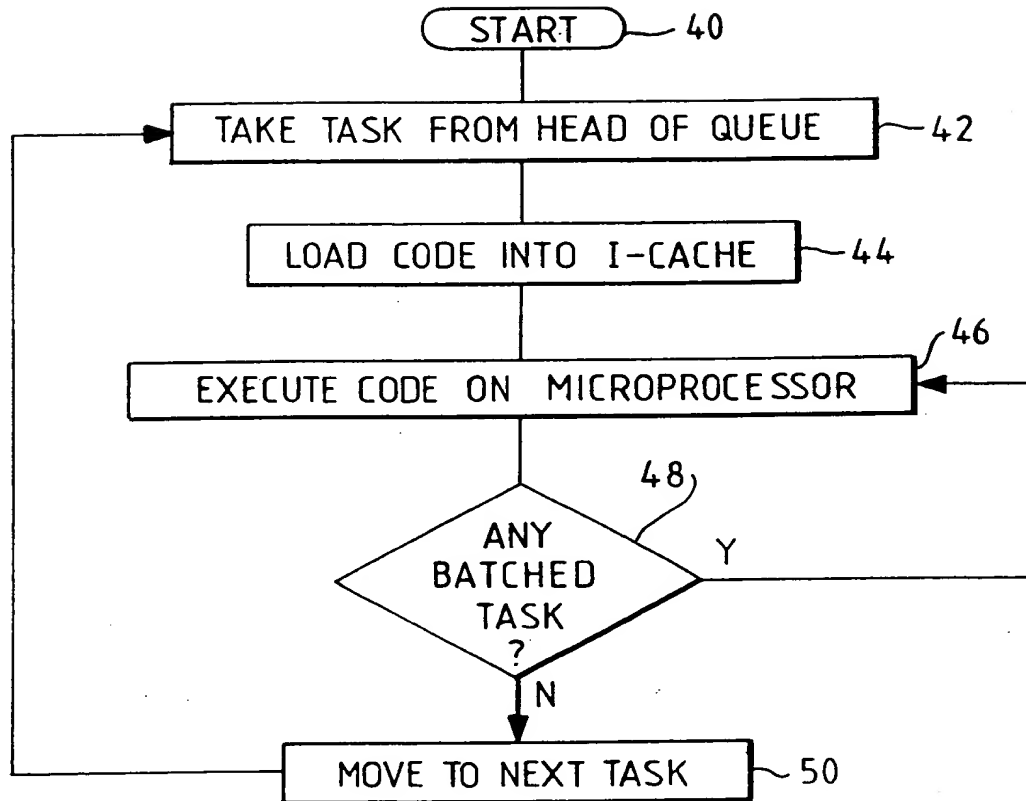 START
40
TAKE TASK FROM HEAD OF QUEUE
42
LOAD CODE INTO I-CACHE
44
46
EXECUTE CODE ON MICROPROCESSOR
48
ANY
BATCHED
TASK
?
Y
N
MOVE TO NEXT TASK
50